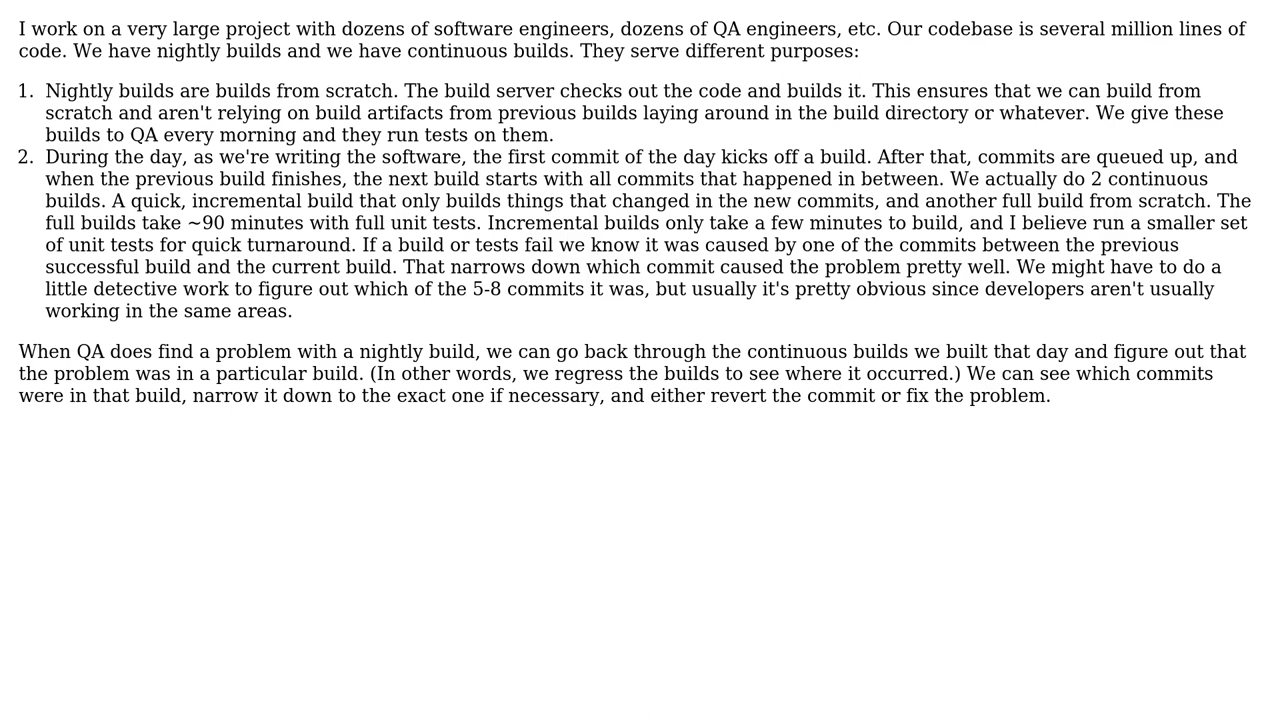 I work on a very large project with dozens of software engineers, dozens of QA engineers, etc. Our codebase is several million lines of
code. We have nightly builds and we have continuous builds. They serve different purposes:
1. Nightly builds are builds from scratch. The build server checks out the code and builds it. This ensures that we can build from
scratch and aren't relying on build artifacts from previous builds laying around in the build directory or whatever. We give these
builds to QA every morning and they run tests on them.
2. During the day, as we're writing the software, the first commit of the day kicks off a build. After that, commits are queued up, and
when the previous build finishes, the next build starts with all commits that happened in between. We actually do 2 continuous
builds. A quick, incremental build that only builds things that changed in the new commits, and another full build from scratch. The
full builds take ~90 minutes with full unit tests. Incremental builds only take a few minutes to build, and I believe run a smaller set
of unit tests for quick turnaround. If a build or tests fail we know it was caused by one of the commits between the previous
successful build and the current build. That narrows down which commit caused the problem pretty well. We might have to do a
little detective work to figure out which of the 5-8 commits it was, but usually it's pretty obvious since developers aren't usually
working in the same areas.
When QA does find a problem with a nightly build, we can go back through the continuous builds we built that day and figure out that
the problem was in a particular build. (In other words, we regress the builds to see where it occurred.) We can see which commits
were in that build, narrow it down to the exact one if necessary, and either revert the commit or fix the problem.